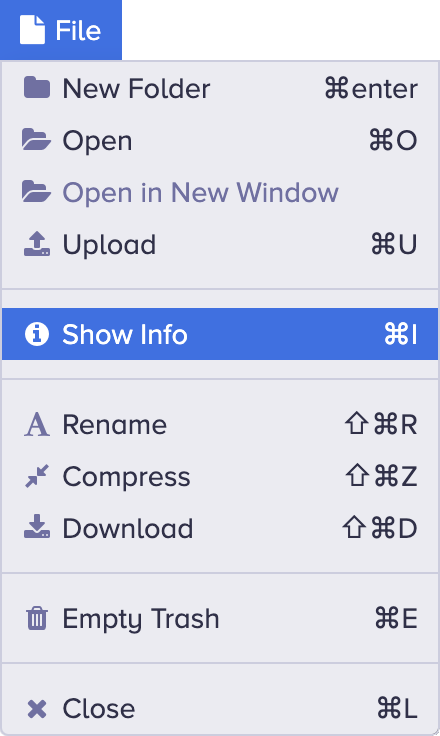 File
New Folder ⌘enter
Open ⌘O
Open in New Window
Upload ⌘U
Show Info ⌘I
Rename ⇧⌘R
Compress ⇧⌘Z
Download ⇧⌘D
Empty Trash ⌘E
Close ⌘L